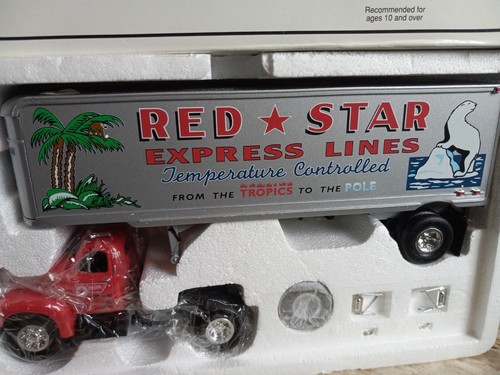 Recommended for
ages 10 and over
RED ★ STAR
EXPRESS LINES
Temperature Controlled
FROM THE TROPICS TO THE POLE